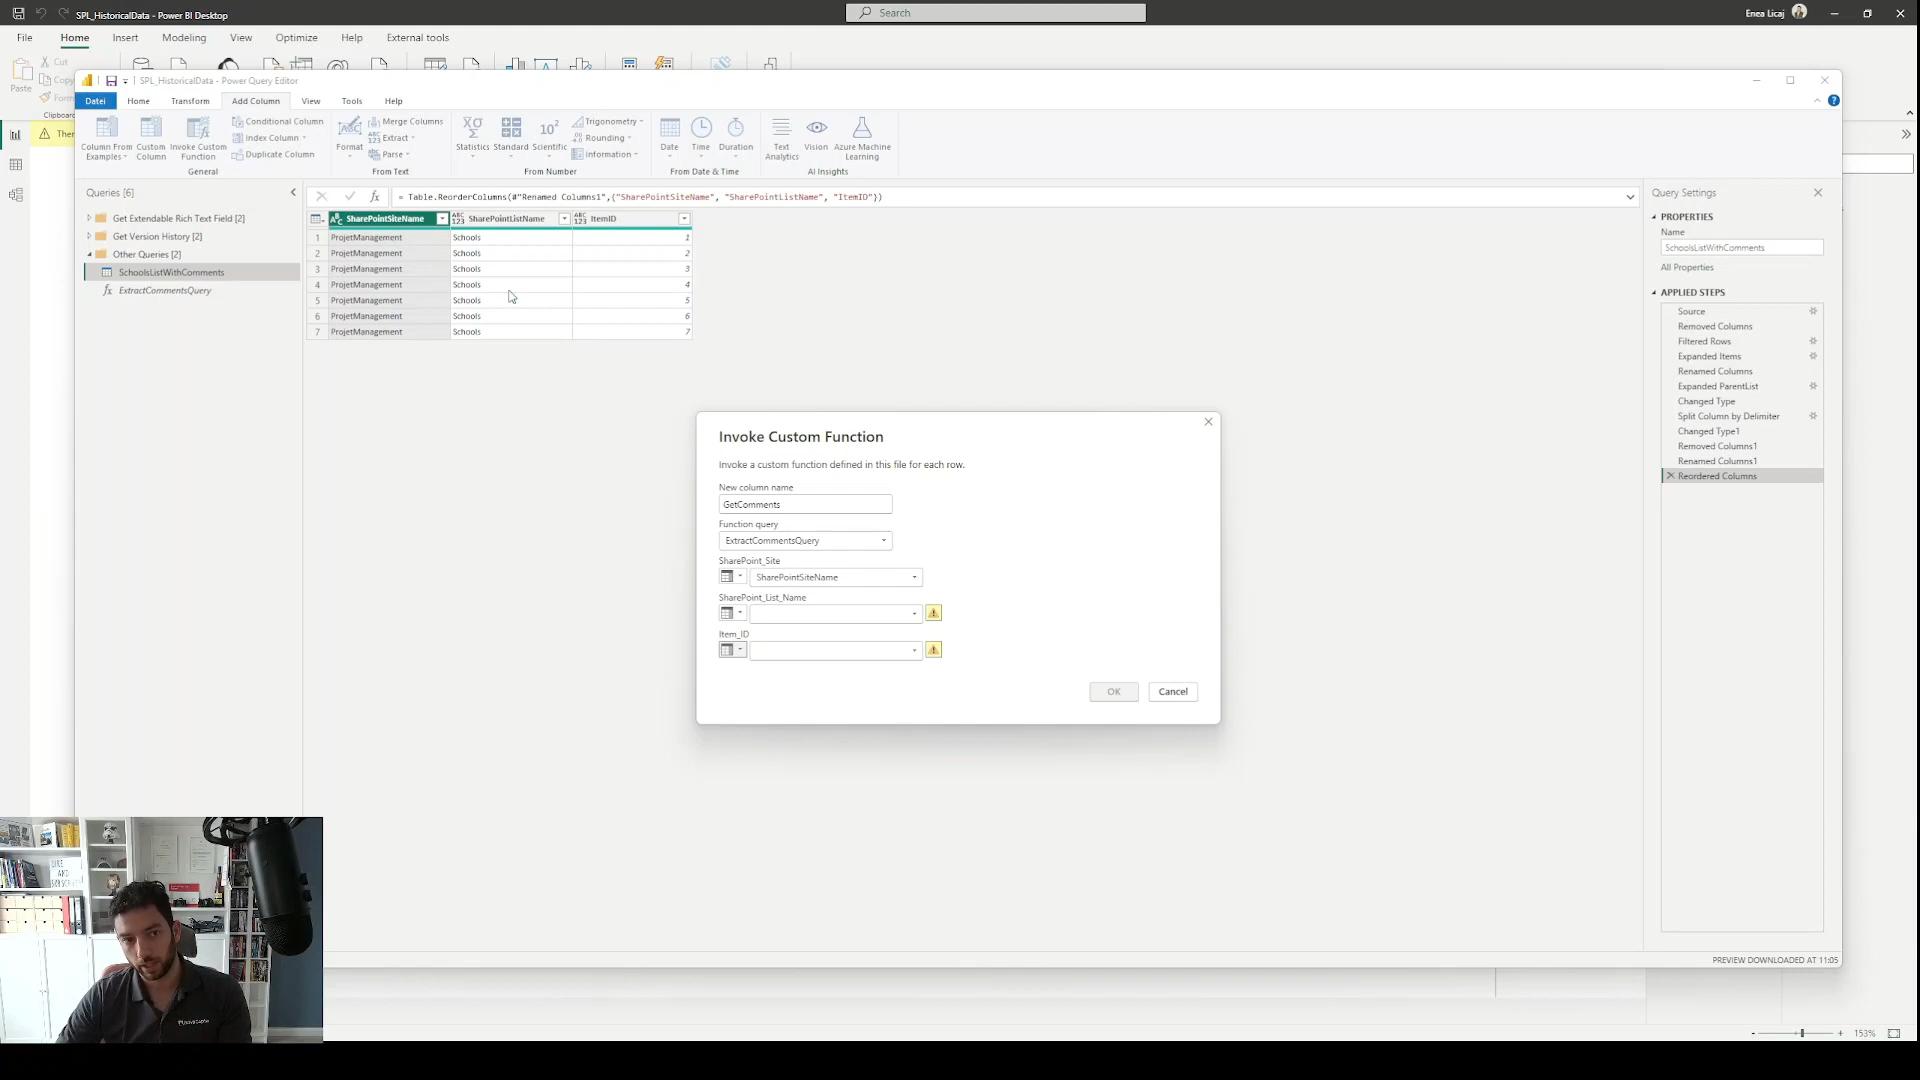 SPL_HistoricalData - Power BI Desktop
Search
Enea Licaj
File
Home
Insert
Modeling
View
Optimize
Help
External tools
Paste
Cut
Copy
Clipboard
SPL_HistoricalData - Power Query Editor
Datei
Home
Transform
Add Column
View
Tools
Help
Column From Examples
Custom Column
Invoke Custom Function
Conditional Column
Index Column
Duplicate Column
General
Format
Merge Columns
Extract
Parse
From Text
Statistics
Standard
Scientific
Trigonometry
Rounding
Information
From Number
Date
Time
Duration
From Date & Time
Text Analytics
Vision
Azure Machine Learning
AI Insights
Queries [6]
Get Extendable Rich Text Field [2]
Get Version History [2]
Other Queries [2]
SchoolsListWithComments
ExtractCommentsQuery
= Table.ReorderColumns(#"Renamed Columns1",{"SharePointSiteName", "SharePointListName", "ItemID"})
SharePointSiteName SharePointListName ItemID
1 ProjetManagement Schools 1
2 ProjetManagement Schools 2
3 ProjetManagement Schools 3
4 ProjetManagement Schools 4
5 ProjetManagement Schools 5
6 ProjetManagement Schools 6
7 ProjetManagement Schools 7
Invoke Custom Function
Invoke a custom function defined in this file for each row.
New column name
GetComments
Function query
ExtractCommentsQuery
SharePoint_Site
SharePointSiteName
SharePoint_List_Name
Item_ID
OK
Cancel
Query Settings
PROPERTIES
Name
SchoolsListWithComments
All Properties
APPLIED STEPS
Source
Removed Columns
Filtered Rows
Expanded Items
Renamed Columns
Expanded ParentList
Changed Type
Split Column by Delimiter
Changed Type1
Removed Columns1
Renamed Columns1
Reordered Columns
PREVIEW DOWNLOADED AT 11:05
153%